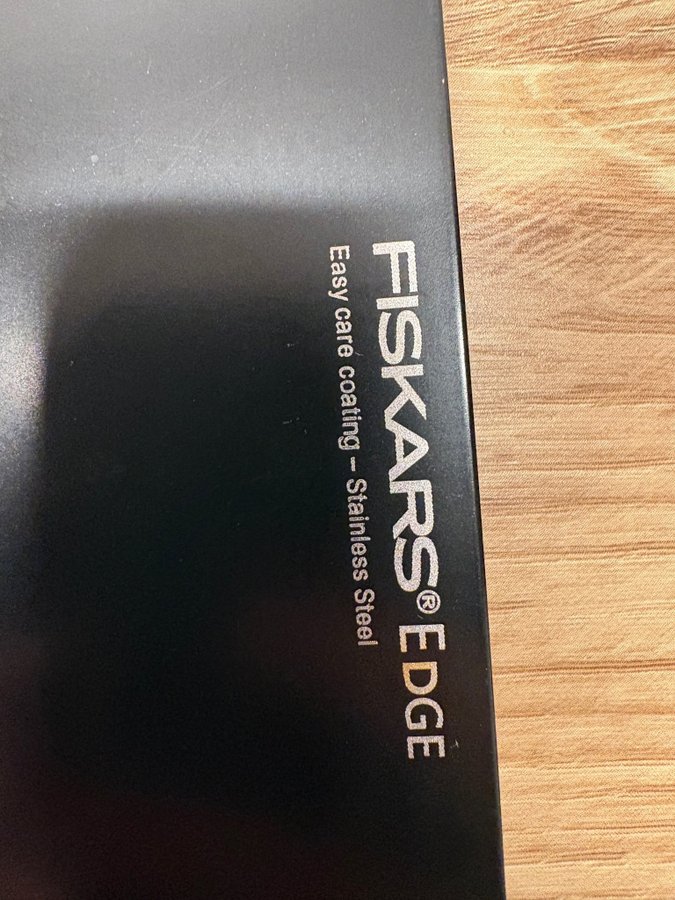 FISKARS® EDGE
Easy care coating – Stainless Steel